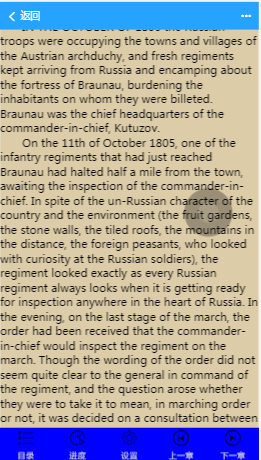 返回
IN THE OCTOBER OF 1805 the Russian
troops were occupying the towns and villages of
the Austrian archduchy, and fresh regiments
kept arriving from Russia and encamping about
the fortress of Braunau, burdening the
inhabitants on whom they were billeted.
Braunau was the chief headquarters of the
commander-in-chief, Kutuzov.
On the 11th of October 1805, one of the
infantry regiments that had just reached
Braunau had halted half a mile from the town,
awaiting the inspection of the commander-in-
chief. In spite of the un-Russian character of the
country and the environment (the fruit gardens,
the stone walls, the tiled roofs, the mountains in
the distance, the foreign peasants, who looked
with curiosity at the Russian soldiers), the
regiment looked exactly as every Russian
regiment always looks when it is getting ready
for inspection anywhere in the heart of Russia. In
the evening, on the last stage of the march, the
order had been received that the commander-
in-chief would inspect the regiment on the
march. Though the wording of the order did not
seem quite clear to the general in command of
the regiment, and the question arose whether
they were to take it to mean, in marching order
or not, it was decided on a consultation between
目录 进度 设置 上一章 下一章